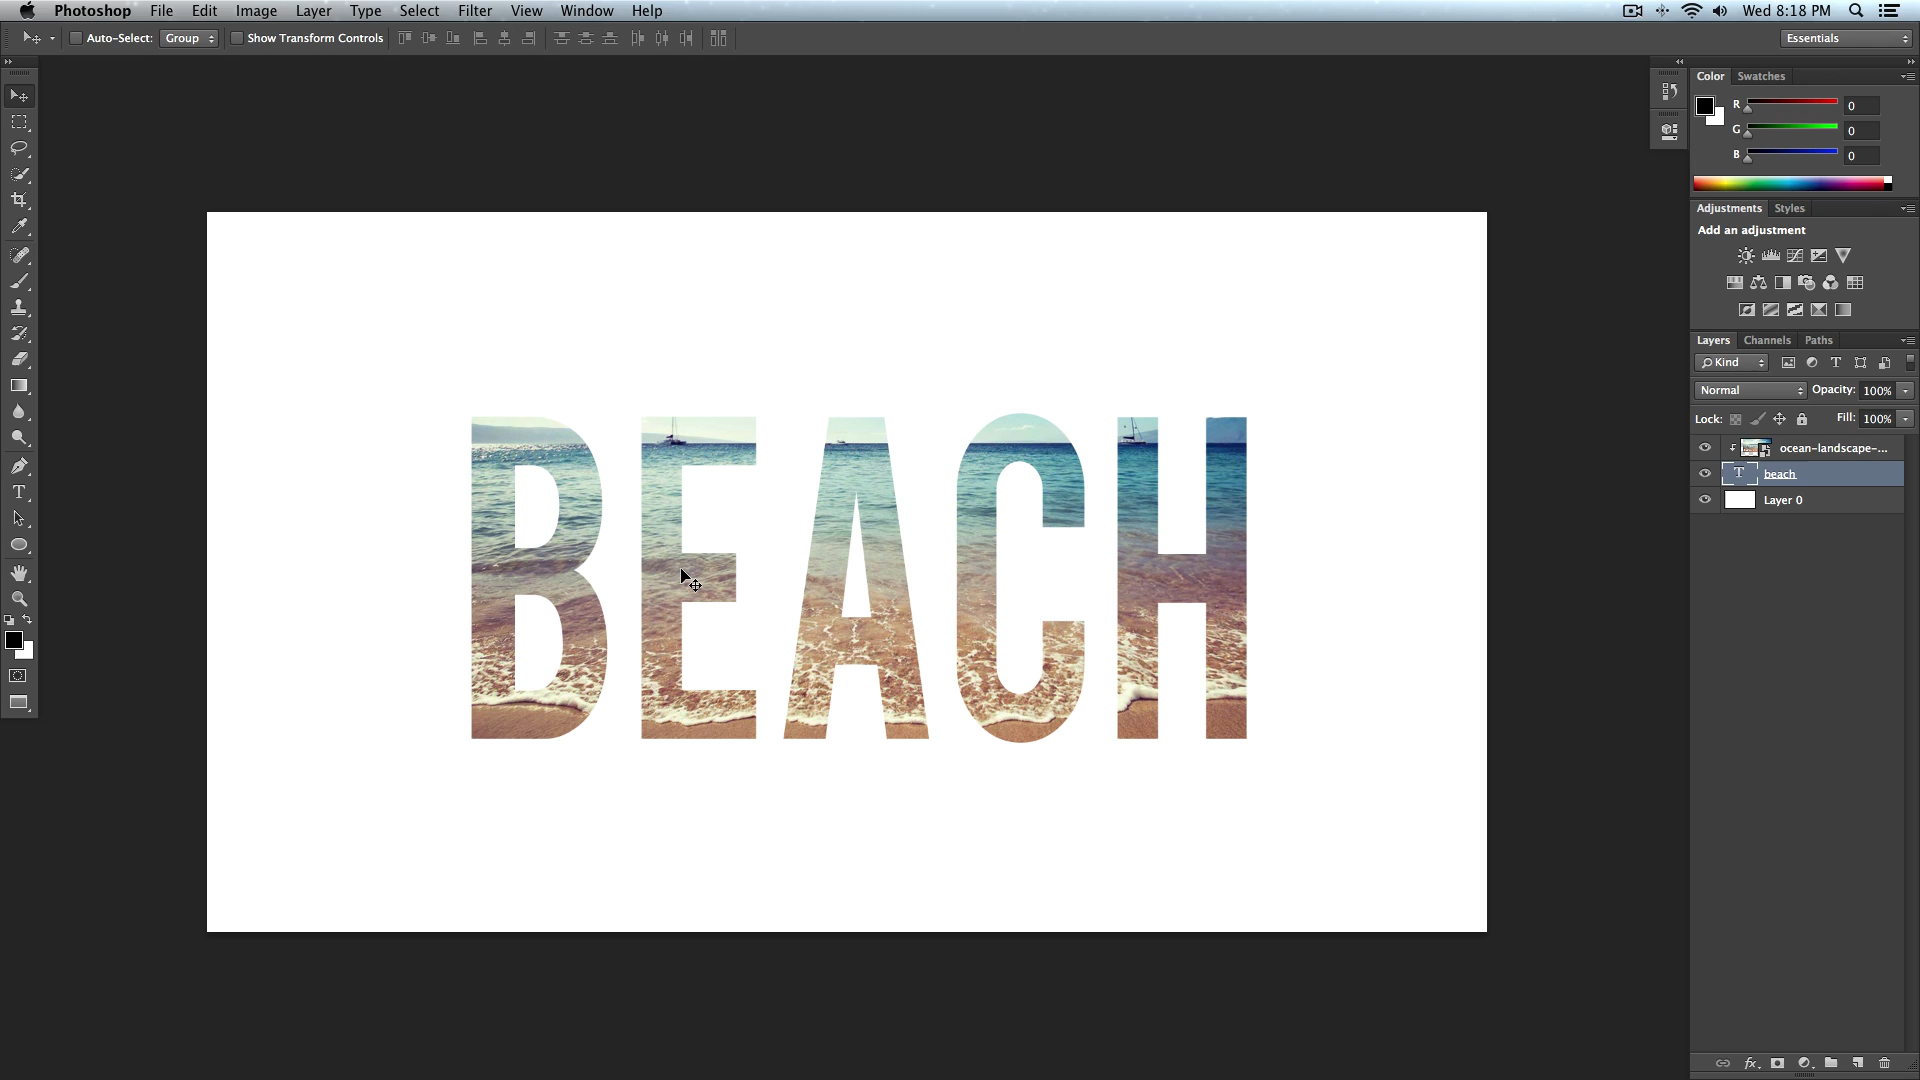 Photoshop File Edit Image Layer Type Select Filter View Window Help Wed 8:18 PM
Auto-Select: Group Show Transform Controls Essentials
Color Swatches
R 0
G 0
B 0
Adjustments Styles
Add an adjustment
Layers Channels Paths
Kind T
Normal Opacity: 100%
Lock: Fill: 100%
ocean-landscape-...
T beach
Layer 0
fx
T
BEACH